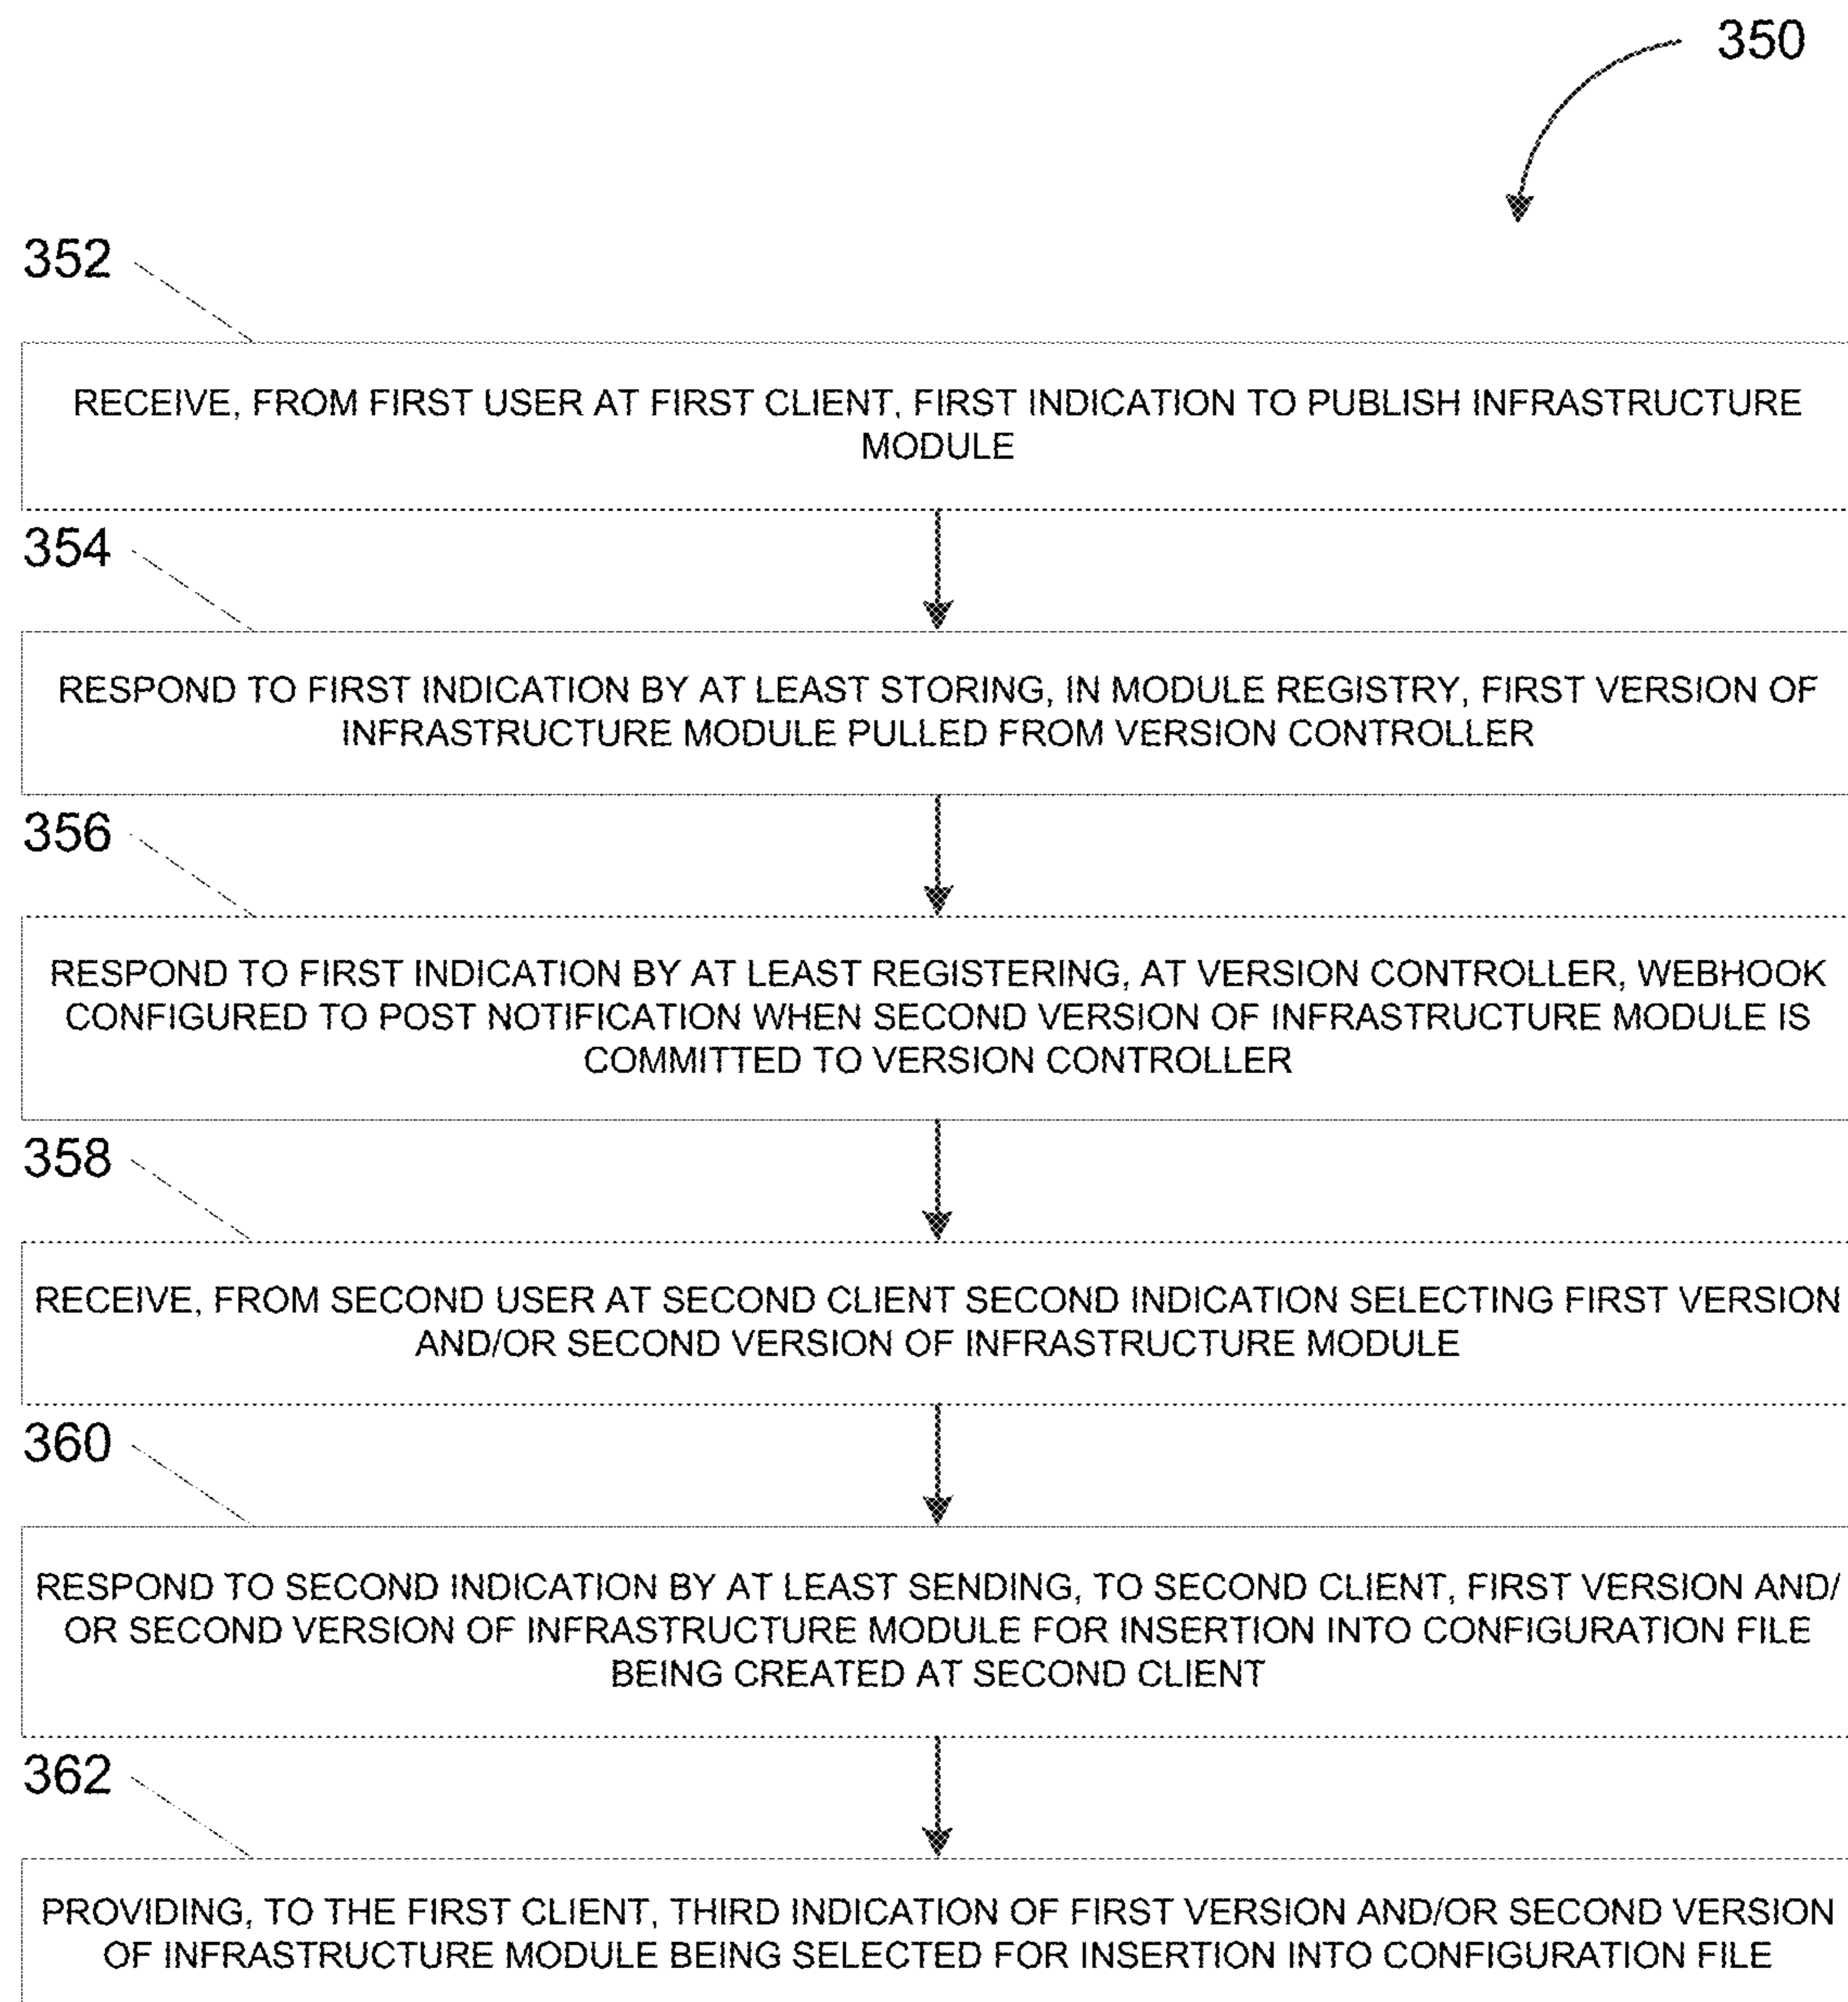 350
352
RECEIVE, FROM FIRST USER AT FIRST CLIENT, FIRST INDICATION TO PUBLISH INFRASTRUCTURE
MODULE
354
RESPOND TO FIRST INDICATION BY AT LEAST STORING, IN MODULE REGISTRY, FIRST VERSION OF
INFRASTRUCTURE MODULE PULLED FROM VERSION CONTROLLER
356
RESPOND TO FIRST INDICATION BY AT LEAST REGISTERING, AT VERSION CONTROLLER, WEBHOOK
CONFIGURED TO POST NOTIFICATION WHEN SECOND VERSION OF INFRASTRUCTURE MODULE IS
COMMITTED TO VERSION CONTROLLER
358
RECEIVE, FROM SECOND USER AT SECOND CLIENT SECOND INDICATION SELECTING FIRST VERSION
AND/OR SECOND VERSION OF INFRASTRUCTURE MODULE
360
RESPOND TO SECOND INDICATION BY AT LEAST SENDING, TO SECOND CLIENT, FIRST VERSION AND/
OR SECOND VERSION OF INFRASTRUCTURE MODULE FOR INSERTION INTO CONFIGURATION FILE
BEING CREATED AT SECOND CLIENT
362
PROVIDING, TO THE FIRST CLIENT, THIRD INDICATION OF FIRST VERSION AND/OR SECOND VERSION
OF INFRASTRUCTURE MODULE BEING SELECTED FOR INSERTION INTO CONFIGURATION FILE